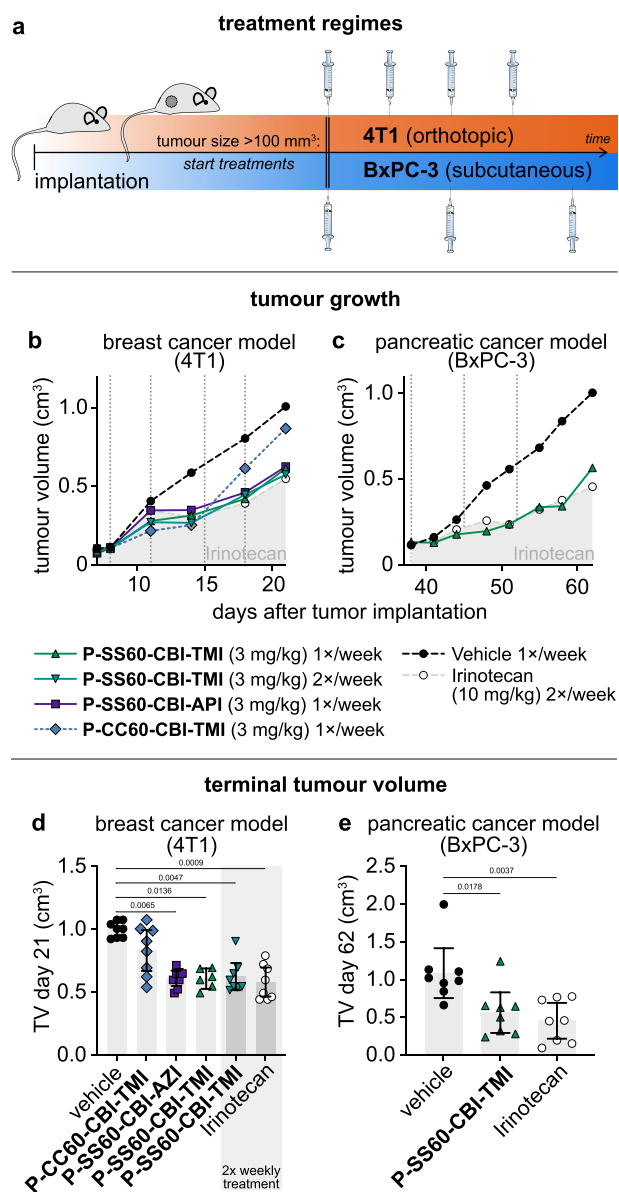 a
treatment regimes
tumour size >100 mm³:
start treatments
4T1 (orthotopic)
time
implantation
BxPC-3 (subcutaneous)
tumour growth
b
breast cancer model
(4T1)
c
pancreatic cancer model
(BxPC-3)
tumour volume (cm³)
1.0
0.5
0.0
10
15
20
Irinotecan
tumour volume (cm³)
1.0
0.5
0.0
40
50
60
Irinotecan
days after tumor implantation
P-SS60-CBI-TMI (3 mg/kg) 1×/week
P-SS60-CBI-TMI (3 mg/kg) 2×/week
P-SS60-CBI-API (3 mg/kg) 1×/week
P-CC60-CBI-TMI (3 mg/kg) 1×/week
Vehicle 1×/week
Irinotecan
(10 mg/kg) 2×/week
terminal tumour volume
d
breast cancer model
(4T1)
TV day 21 (cm³)
1.5
1.0
0.5
0.0
0.0009
0.0047
0.0136
0.0065
vehicle
P-CC60-CBI-TMI
P-SS60-CBI-AZI
P-SS60-CBI-TMI
P-SS60-CBI-TMI
Irinotecan
2x weekly
treatment
e
pancreatic cancer model
(BxPC-3)
TV day 62 (cm³)
2.5
2.0
1.5
1.0
0.5
0.0
0.0037
0.0178
vehicle
P-SS60-CBI-TMI
Irinotecan